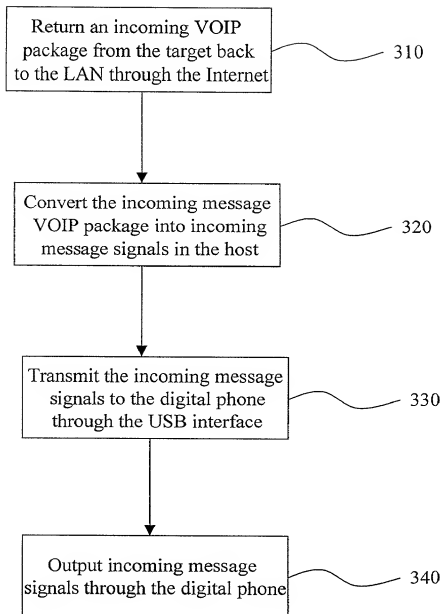 Return an incoming VOIP
package from the target back
to the LAN through the Internet
310
Convert the incoming message
VOIP package into incoming
message signals in the host
320
Transmit the incoming message
signals to the digital phone
through the USB interface
330
Output incoming message
signals through the digital phone
340